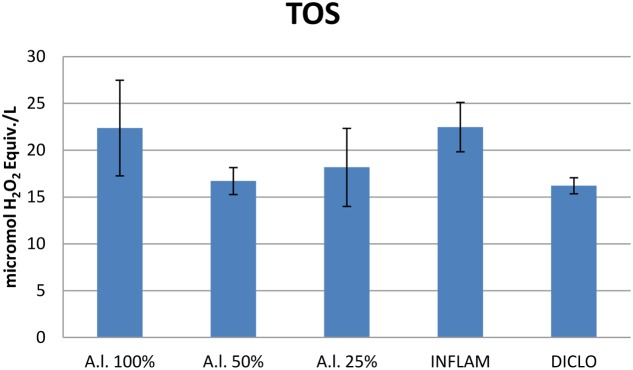 TOS
micromol H₂O₂ Equiv./L
30
25
20
15
10
5
0
A.I. 100%
A.I. 50%
A.I. 25%
INFLAM
DICLO